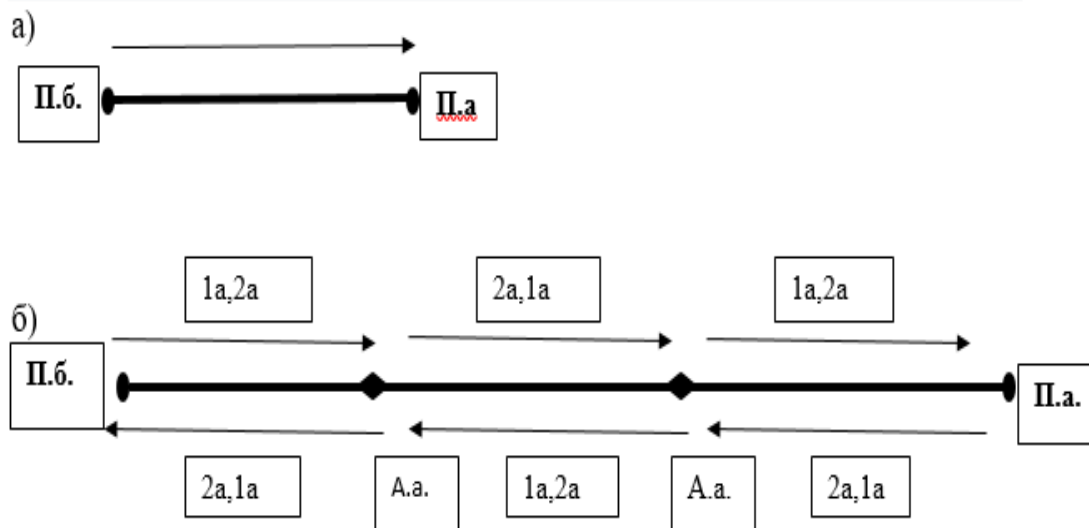 а)
П.б.
П.а
1а,2а
2а,1а
1а,2а
б)
П.б.
П.а.
2а,1а
А.а.
1а,2а
А.а.
2а,1а